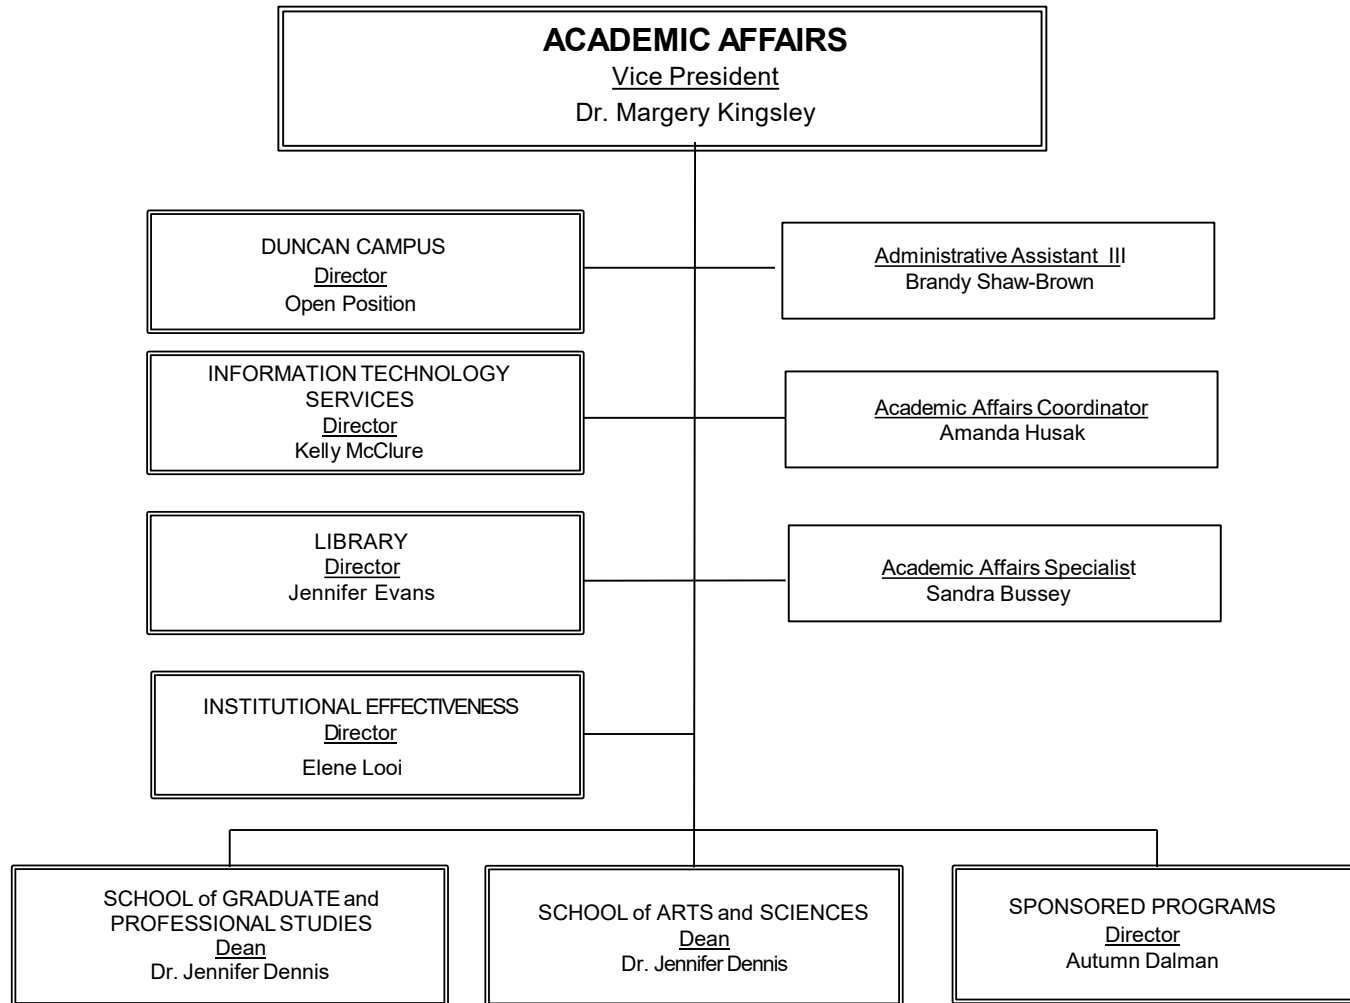 ACADEMIC AFFAIRS
Vice President
Dr. Margery Kingsley
DUNCAN CAMPUS
Director
Open Position
Administrative Assistant III
Brandy Shaw-Brown
INFORMATION TECHNOLOGY
SERVICES
Director
Kelly McClure
Academic Affairs Coordinator
Amanda Husak
LIBRARY
Director
Jennifer Evans
Academic Affairs Specialist
Sandra Bussey
INSTITUTIONAL EFFECTIVENESS
Director
Elene Looi
SCHOOL of GRADUATE and
PROFESSIONAL STUDIES
Dean
Dr. Jennifer Dennis
SCHOOL of ARTS and SCIENCES
Dean
Dr. Jennifer Dennis
SPONSORED PROGRAMS
Director
Autumn Dalman